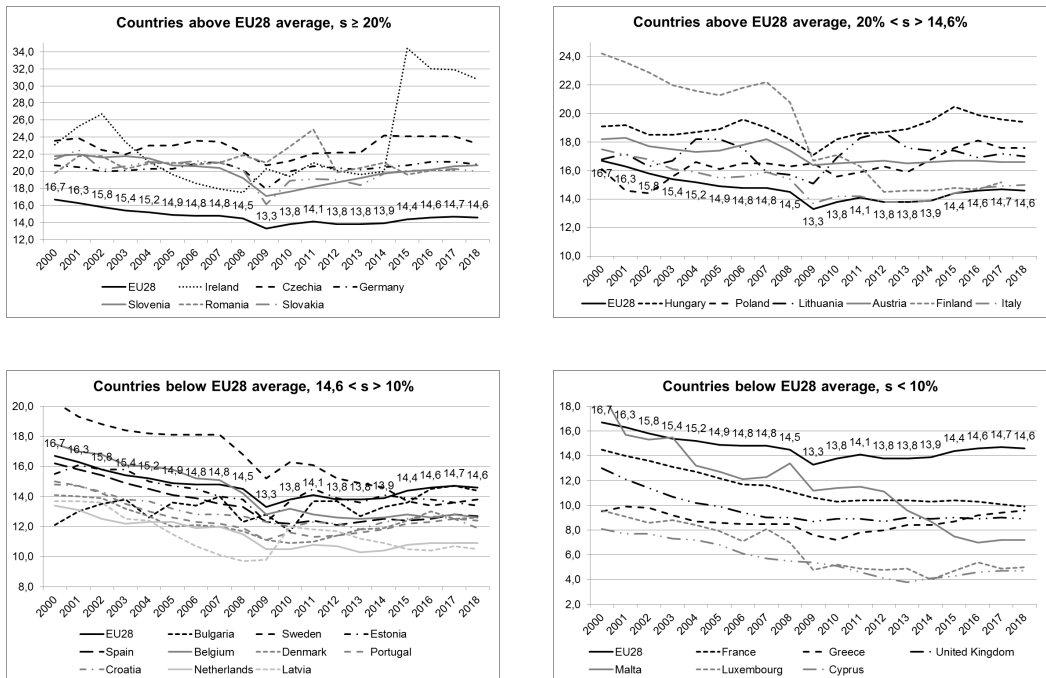 Countries above EU28 average, s ≥ 20%
34,0
32,0
30,0
28,0
26,0
24,0
22,0
20,0
18,0
16,0
14,0
12,0
16,7 16,3 15,8 15,4 15,2 14,9 14,8 14,8 14,5 13,3 13,8 14,1 13,8 13,8 13,9 14,4 14,6 14,7 14,6
2000 2001 2002 2003 2004 2005 2006 2007 2008 2009 2010 2011 2012 2013 2014 2015 2016 2017 2018
EU28 Ireland Czechia Germany
Slovenia Romania Slovakia
Countries above EU28 average, 20% < s > 14,6%
24,0
22,0
20,0
18,0
16,0
14,0
12,0
10,0
16,7 16,3 15,8 15,4 15,2 14,9 14,8 14,8 14,5 13,3 13,8 14,1 13,8 13,8 13,9 14,4 14,6 14,7 14,6
2000 2001 2002 2003 2004 2005 2006 2007 2008 2009 2010 2011 2012 2013 2014 2015 2016 2017 2018
EU28 Hungary Poland Lithuania Austria Finland Italy
Countries below EU28 average, 14,6 < s > 10%
20,0
18,0
16,0
14,0
12,0
10,0
8,0
16,7 16,3 15,8 15,4 15,2 14,9 14,8 14,8 14,5 13,3 13,8 14,1 13,8 13,8 13,9 14,4 14,6 14,7 14,6
2000 2001 2002 2003 2004 2005 2006 2007 2008 2009 2010 2011 2012 2013 2014 2015 2016 2017 2018
EU28 Bulgaria Sweden Estonia
Spain Belgium Denmark Portugal
Croatia Netherlands Latvia
Countries below EU28 average, s < 10%
18,0
16,0
14,0
12,0
10,0
8,0
6,0
4,0
2,0
16,7 16,3 15,8 15,4 15,2 14,9 14,8 14,8 14,5 13,3 13,8 14,1 13,8 13,8 13,9 14,4 14,6 14,7 14,6
2000 2001 2002 2003 2004 2005 2006 2007 2008 2009 2010 2011 2012 2013 2014 2015 2016 2017 2018
EU28 France Greece United Kingdom
Malta Luxembourg Cyprus